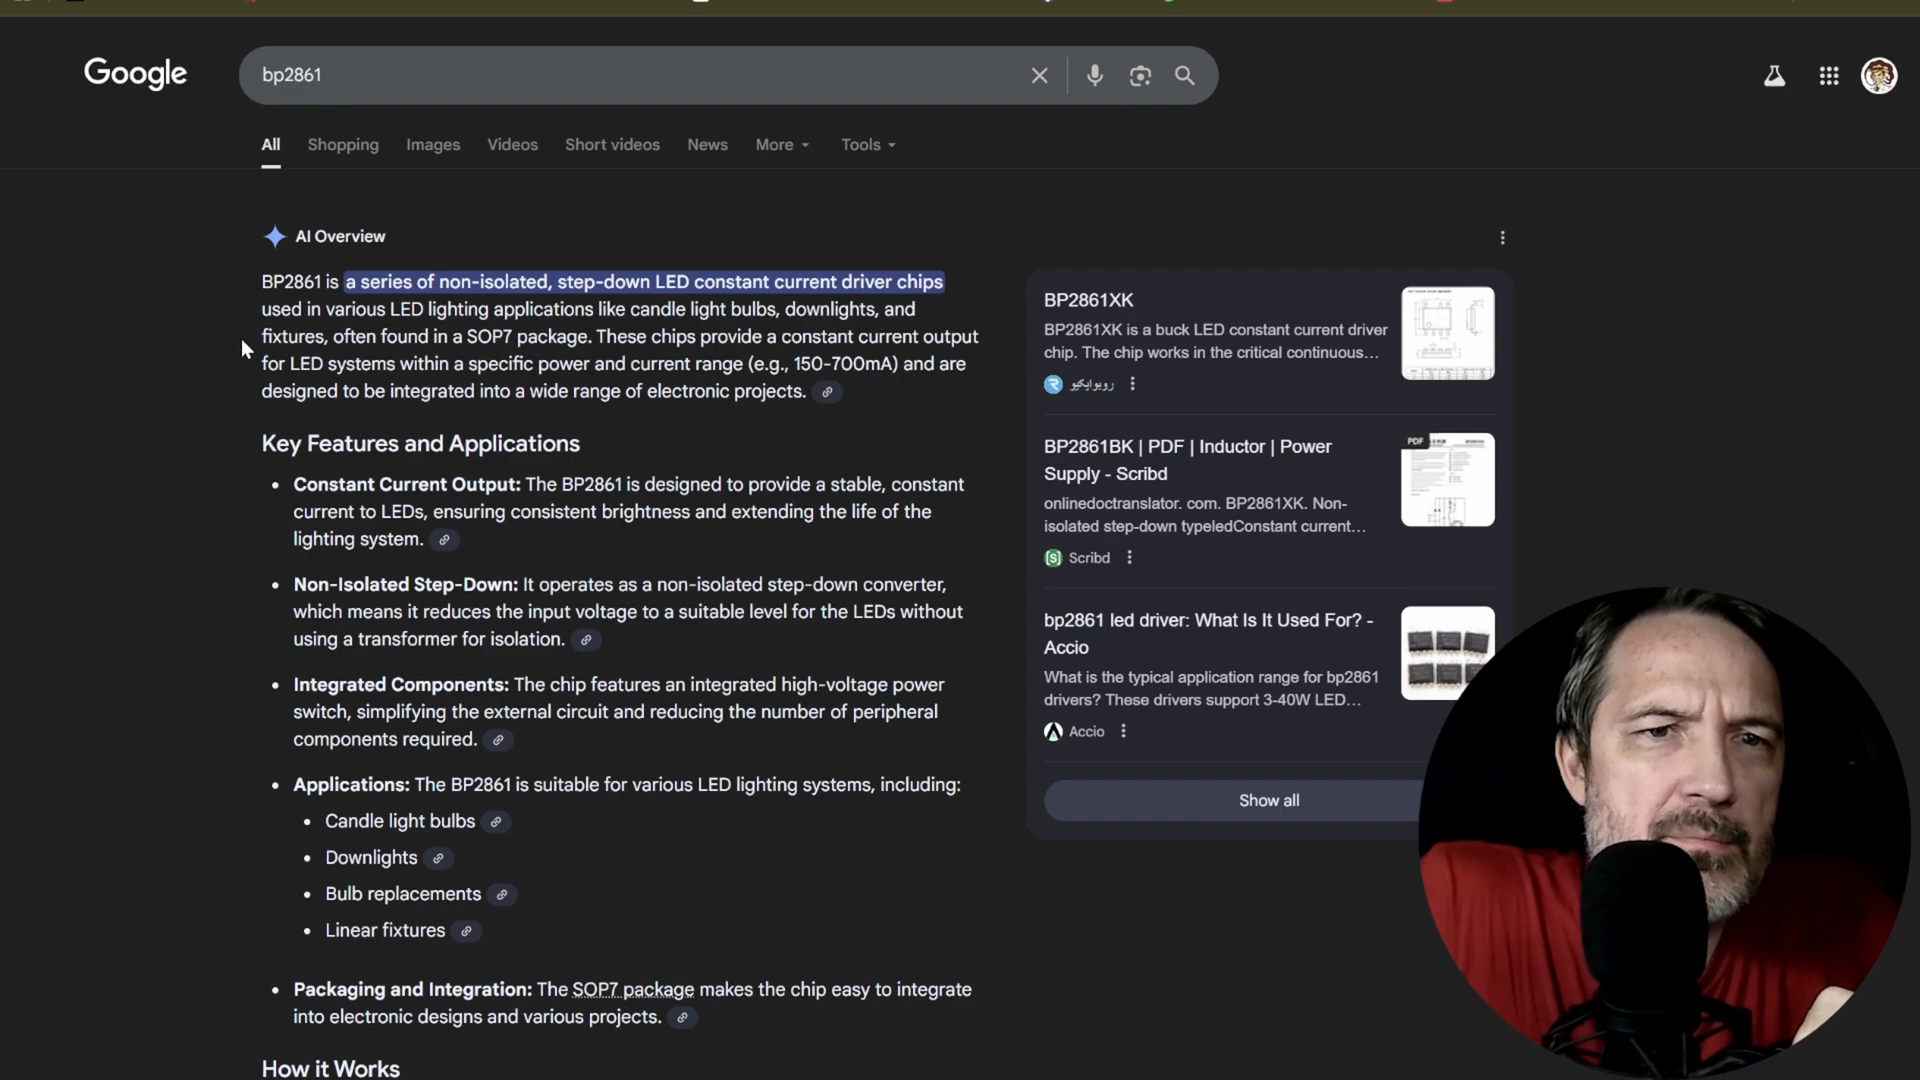 Google
bp2861
All
Shopping
Images
Videos
Short videos
News
More
Tools
AI Overview
BP2861 is a series of non-isolated, step-down LED constant current driver chips
used in various LED lighting applications like candle light bulbs, downlights, and
fixtures, often found in a SOP7 package. These chips provide a constant current output
for LED systems within a specific power and current range (e.g., 150-700mA) and are
designed to be integrated into a wide range of electronic projects.
Key Features and Applications
• Constant Current Output: The BP2861 is designed to provide a stable, constant
current to LEDs, ensuring consistent brightness and extending the life of the
lighting system.
• Non-Isolated Step-Down: It operates as a non-isolated step-down converter,
which means it reduces the input voltage to a suitable level for the LEDs without
using a transformer for isolation.
• Integrated Components: The chip features an integrated high-voltage power
switch, simplifying the external circuit and reducing the number of peripheral
components required.
• Applications: The BP2861 is suitable for various LED lighting systems, including:
• Candle light bulbs
• Downlights
• Bulb replacements
• Linear fixtures
• Packaging and Integration: The SOP7 package makes the chip easy to integrate
into electronic designs and various projects.
How it Works
BP2861XK
BP2861XK is a buck LED constant current driver
chip. The chip works in the critical continuous...
روبوایکیو
BP2861BK | PDF | Inductor | Power
Supply - Scribd
onlinedoctranslator. com. BP2861XK. Non-
isolated step-down typeledConstant current...
Scribd
PDF
bp2861 led driver: What Is It Used For? -
Accio
What is the typical application range for bp2861
drivers? These drivers support 3-40W LED...
Accio
Show all